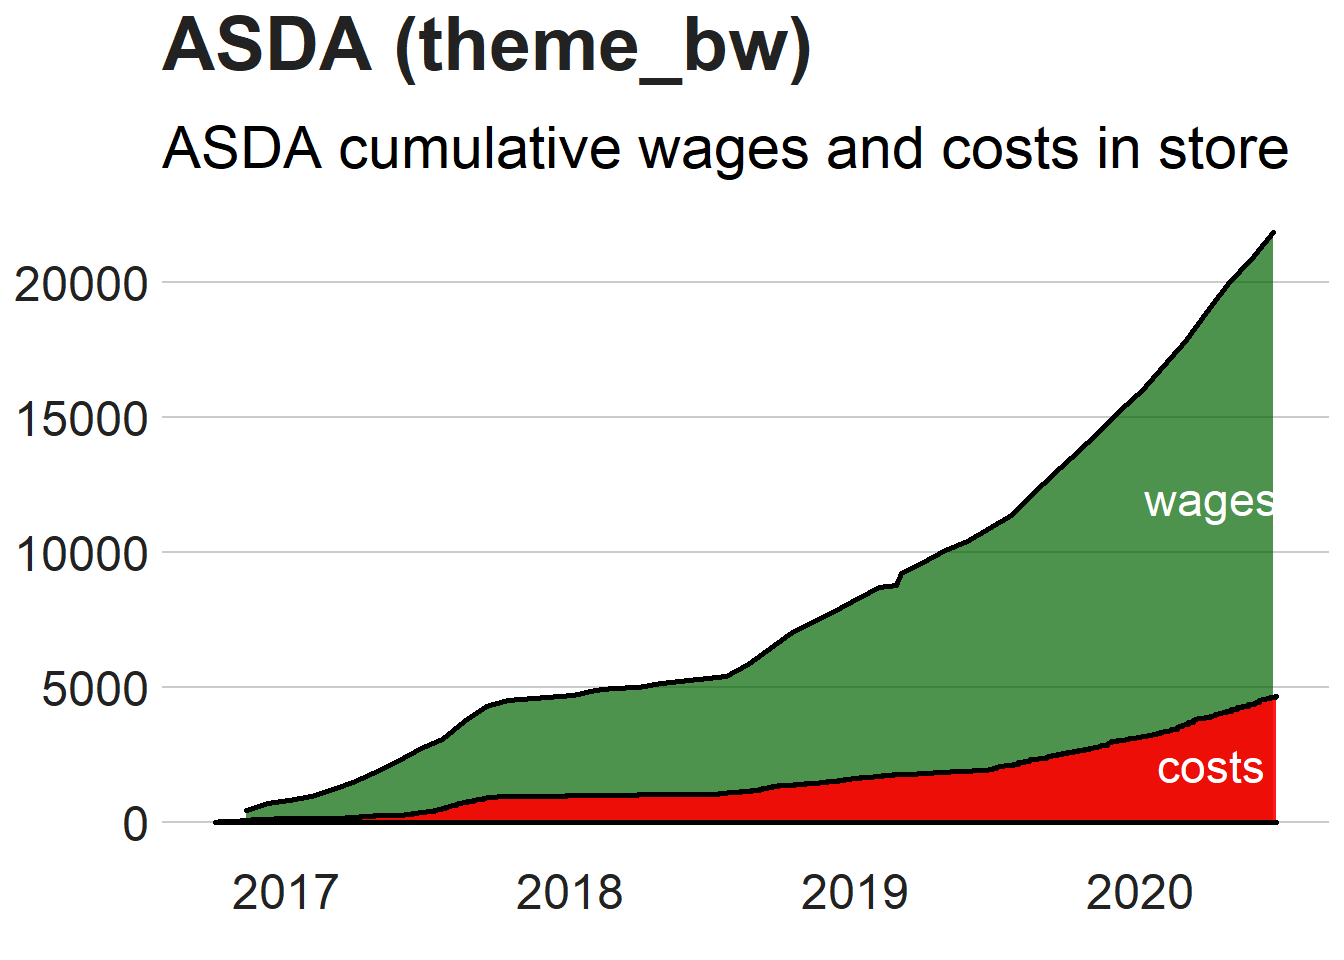 ASDA (theme_bw)
ASDA cumulative wages and costs in store
20000
15000
wages
10000
5000
costs
0
2017 2018 2019 2020